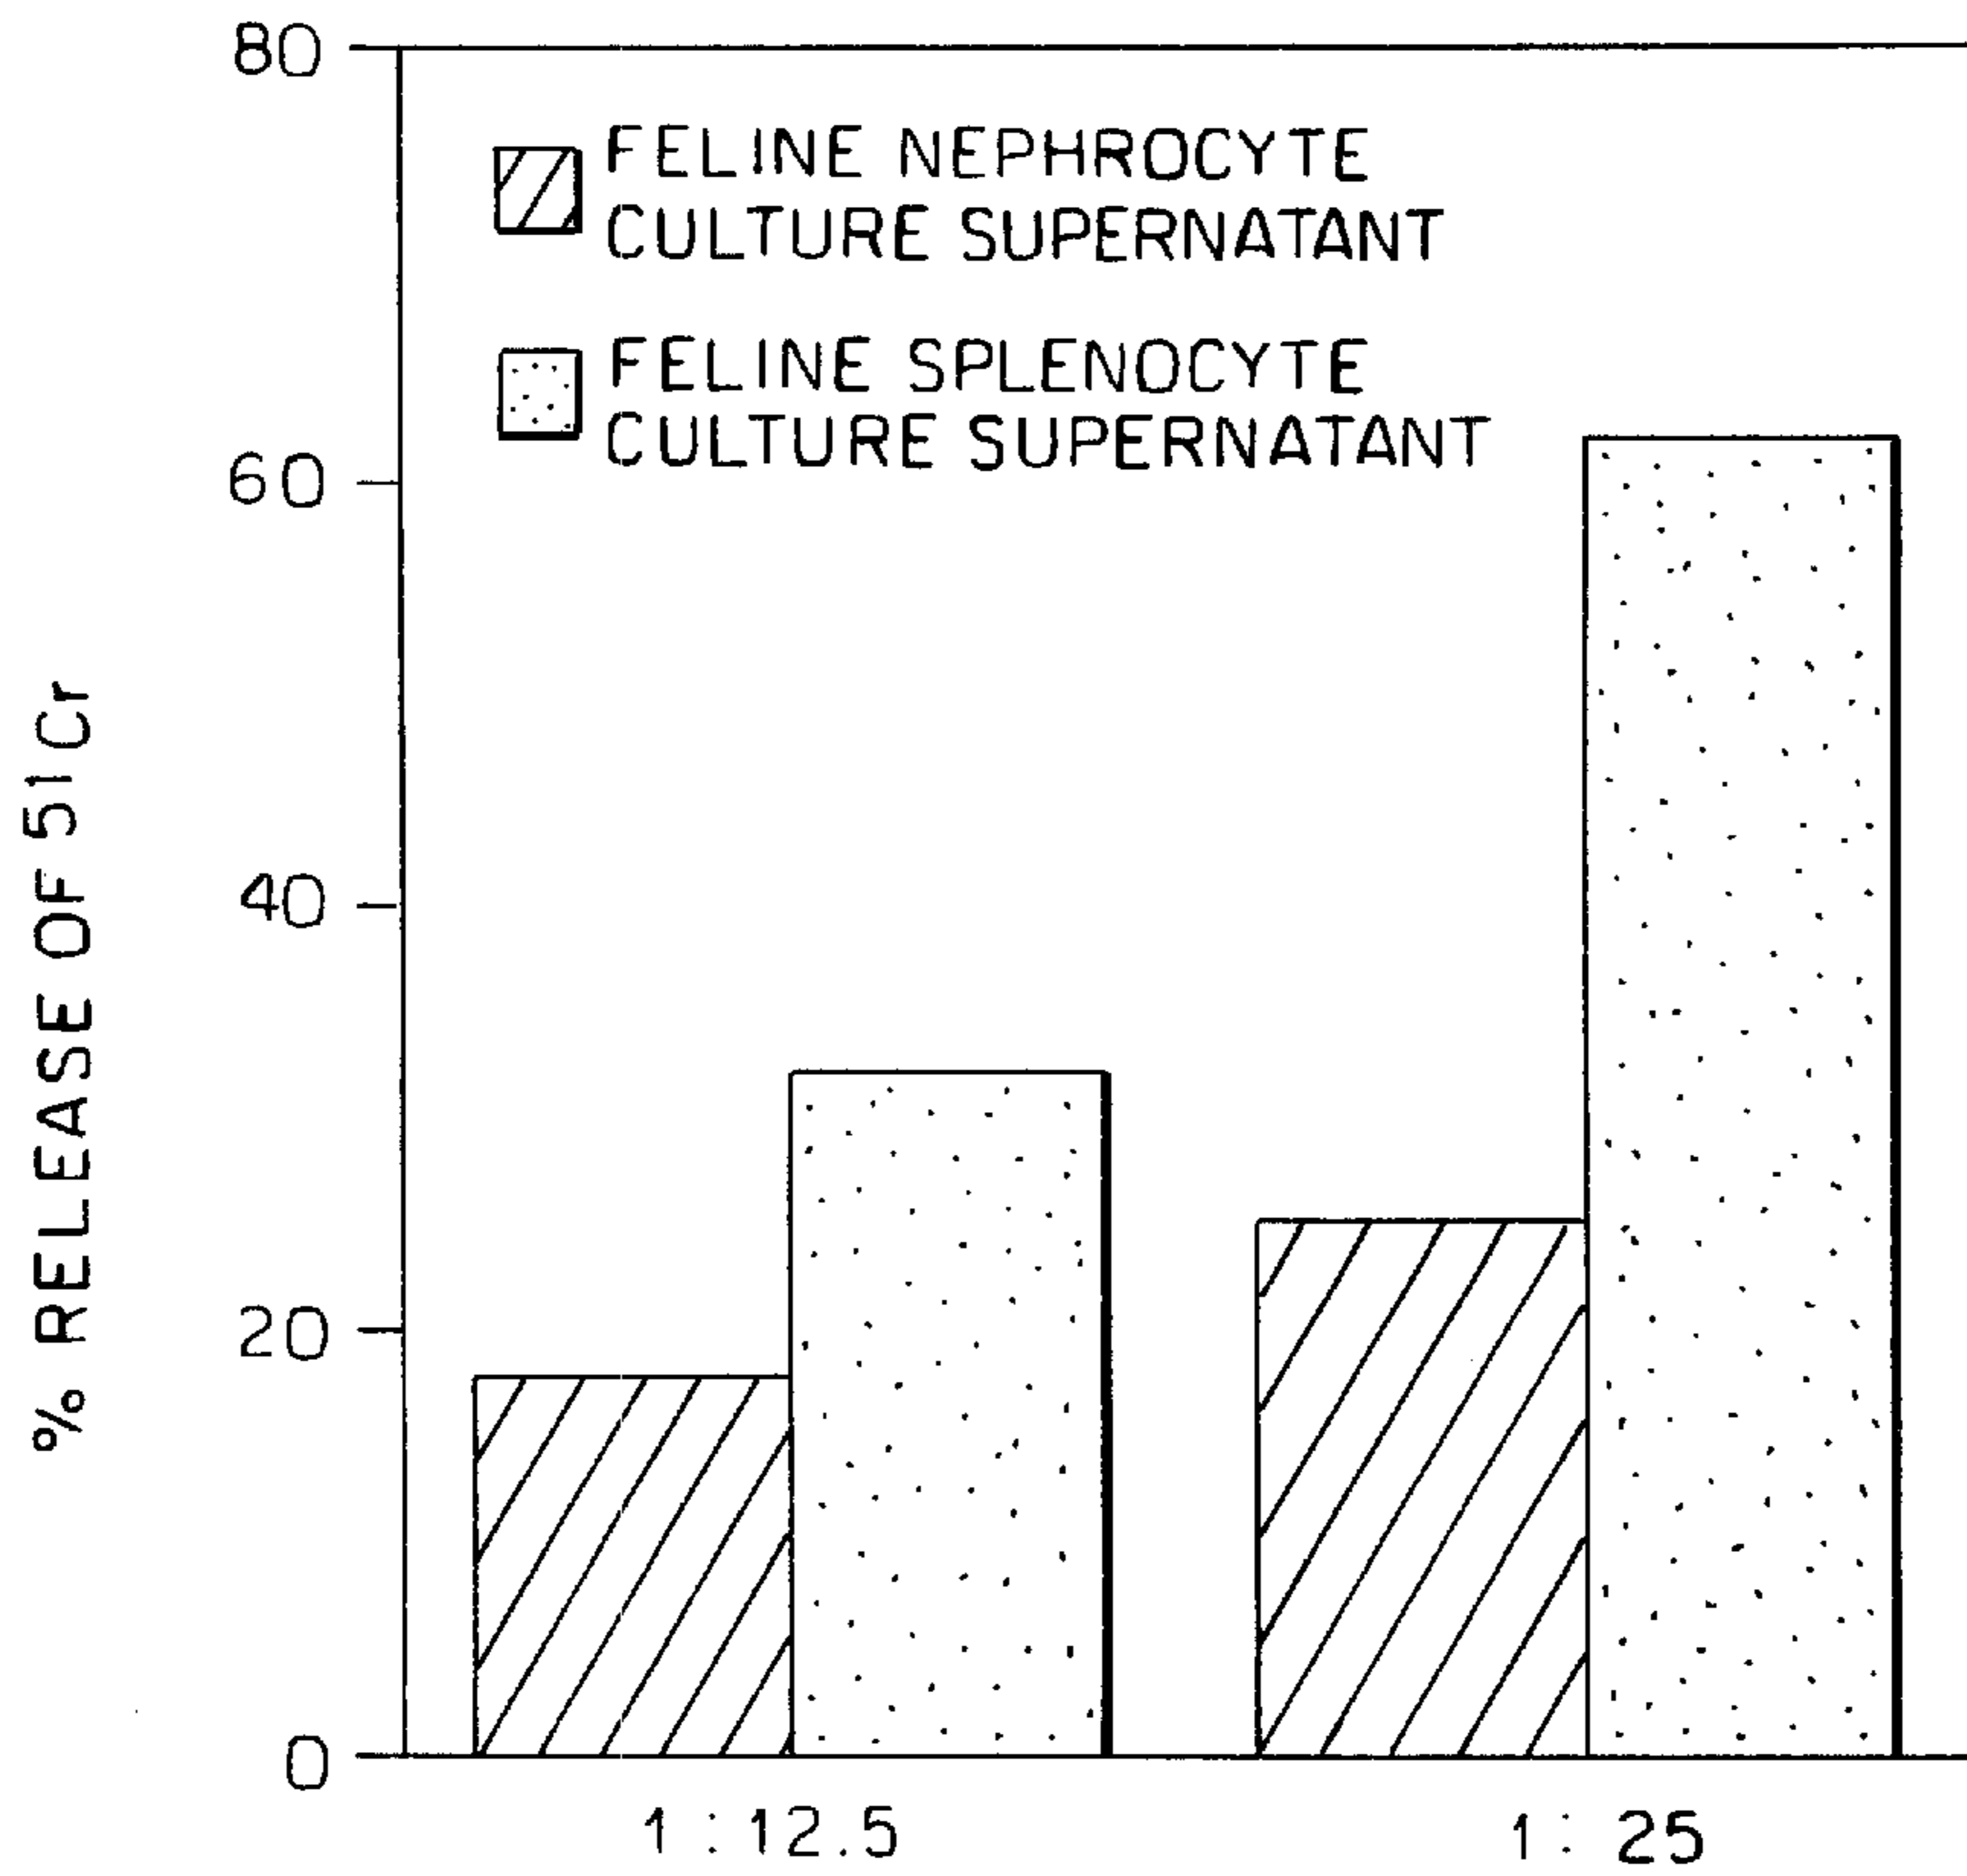 80
FELINE NEPHROCYTE
CULTURE SUPERNATANT
FELINE SPLENOCYTE
CULTURE SUPERNATANT
60
40
20
0
% RELEASE OF 51Cr
1:12.5
1:25